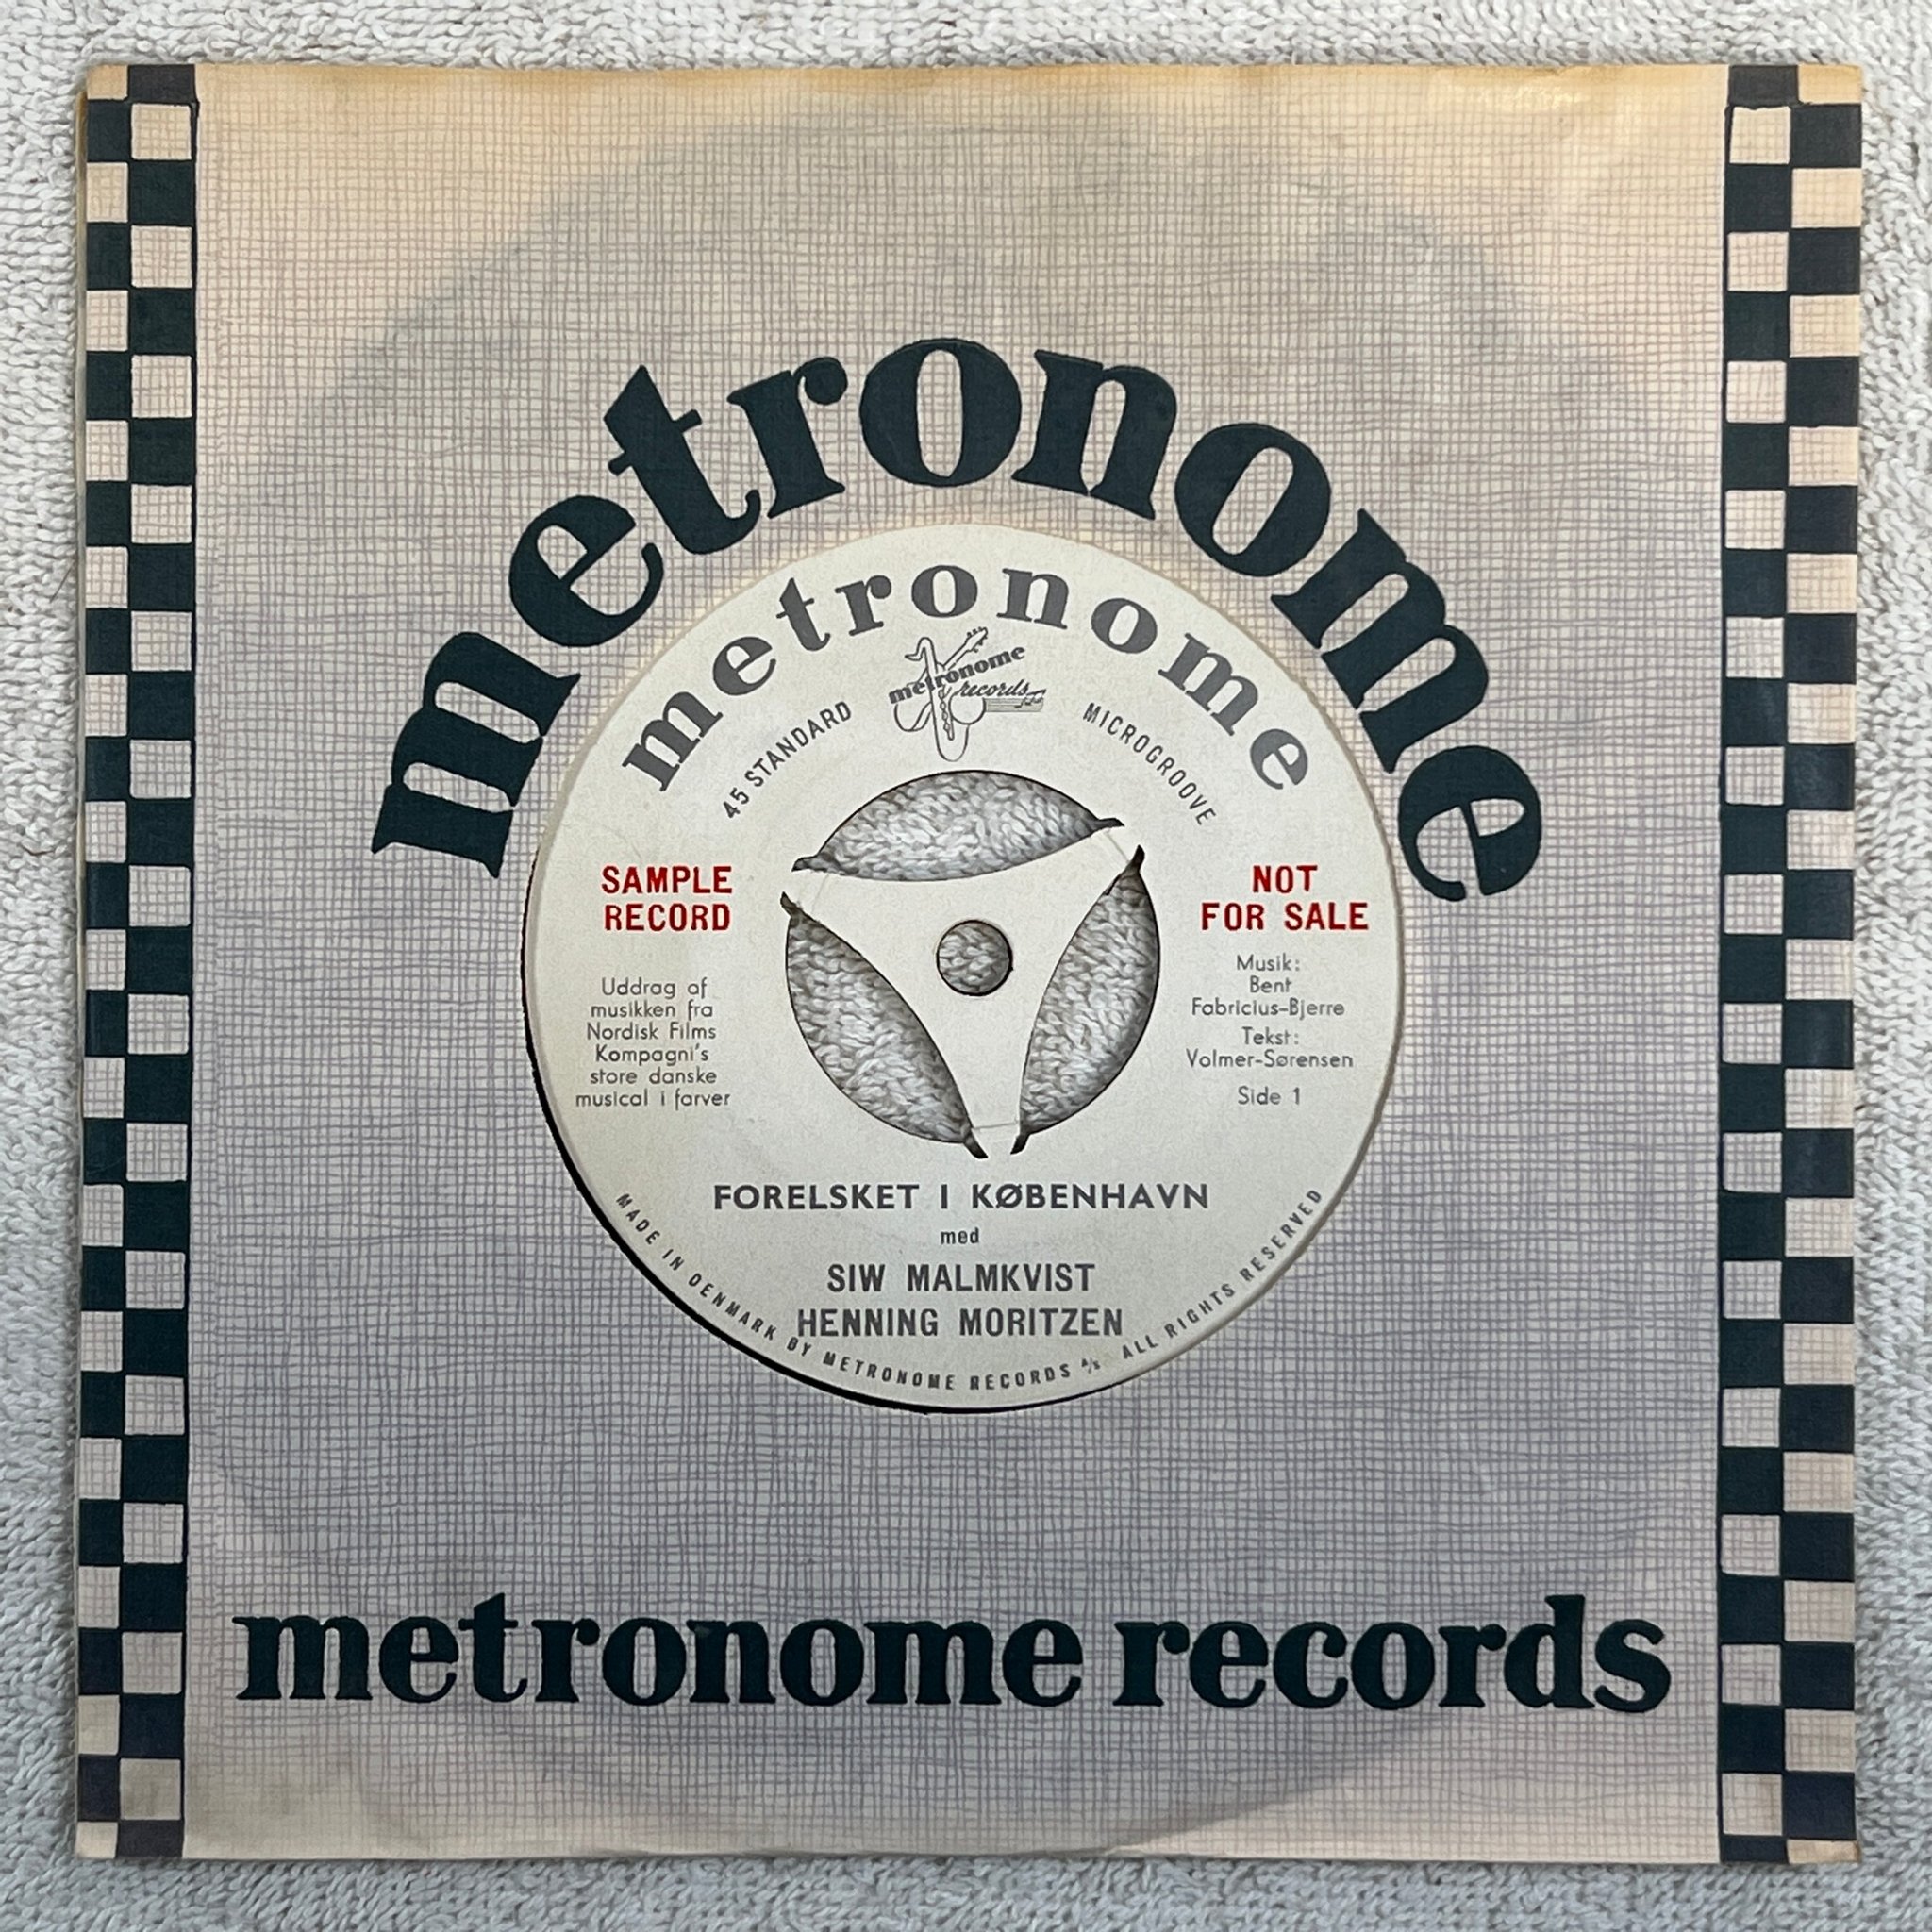 metronome
metronome
metronome
records
45 STANDARD
MICROGROOVE
SAMPLE
RECORD
NOT
FOR SALE
Uddrag af
musikken fra
Nordisk Films
Kompagni's
store danske
musical i farver
Musik:
Bent
Fabricius-Bjerre
Tekst:
Volmer-Sørensen
Side 1
FORELSKET I KØBENHAVN
med
SIW MALMKVIST
HENNING MORITZEN
MADE IN DENMARK BY METRONOME RECORDS A/S ALL RIGHTS RESERVED
metronome records